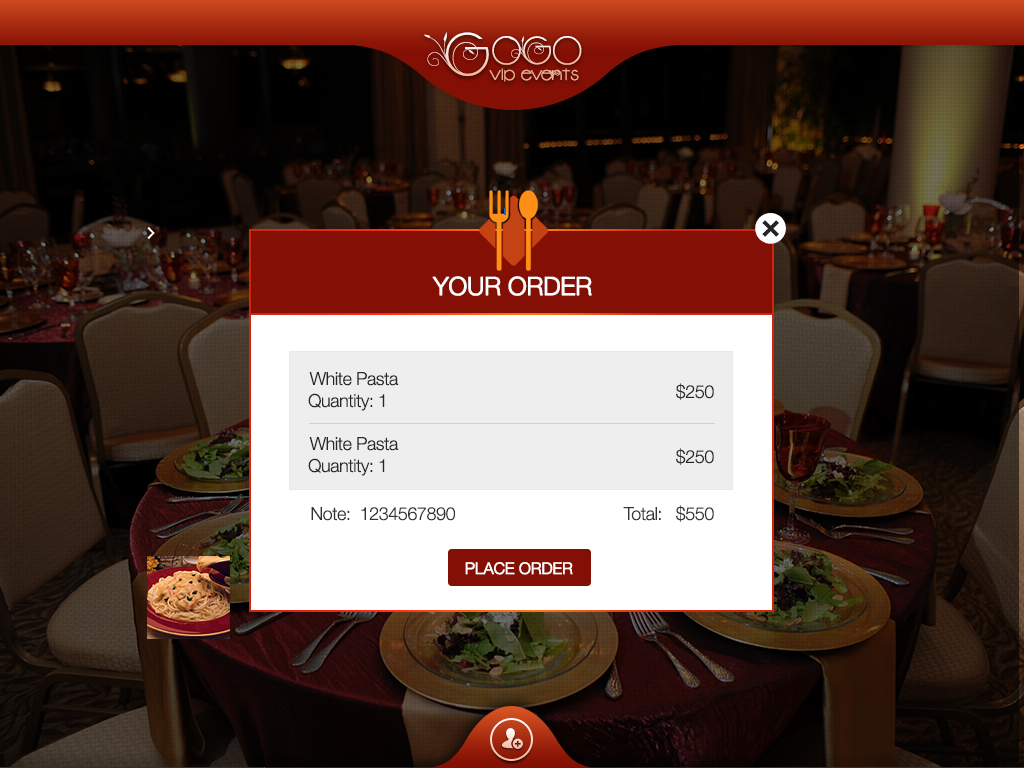 GOGO
vip events
YOUR ORDER
White Pasta
Quantity: 1
$250
White Pasta
Quantity: 1
$250
Note: 1234567890
Total: $550
PLACE ORDER